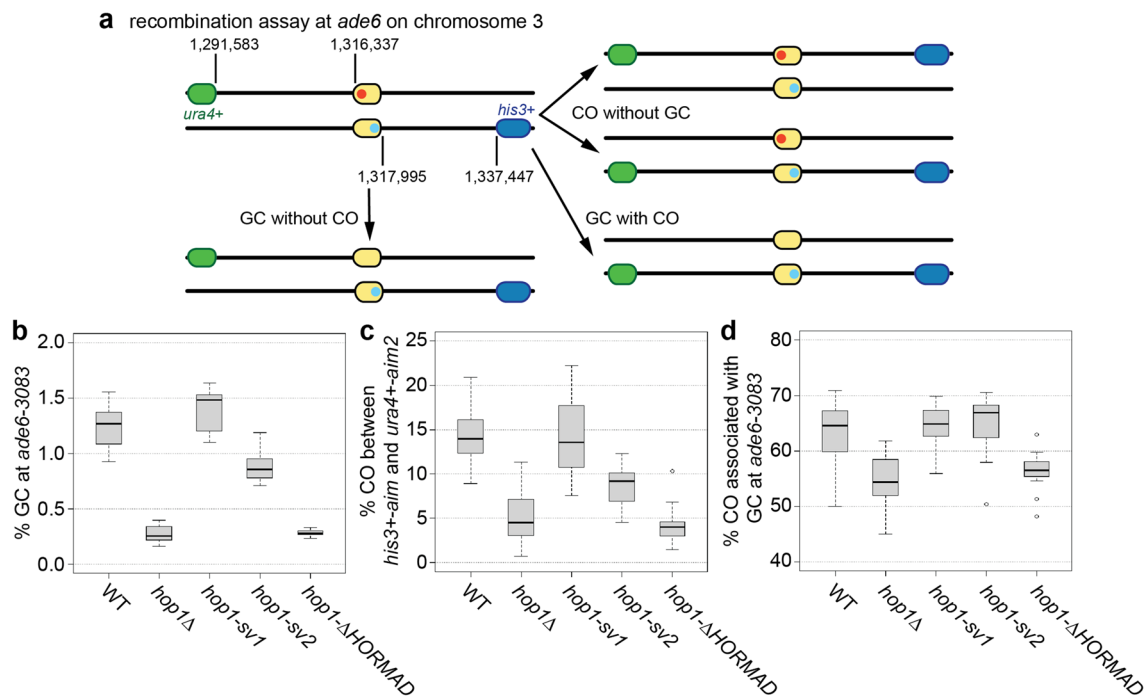 a recombination assay at ade6 on chromosome 3
1,291,583 1,316,337
ura4+ his3+
1,317,995 1,337,447
CO without GC
GC without CO
GC with CO
b
% GC at ade6-3083
2.0
1.5
1.0
0.5
0.0
WT hop1Δ hop1-sv1 hop1-sv2 hop1-ΔHORMAD
c
% CO between
his3+-aim and ura4+-aim2
25
20
15
10
5
0
WT hop1Δ hop1-sv1 hop1-sv2 hop1-ΔHORMAD
d
% CO associated with
GC at ade6-3083
80
70
60
50
40
WT hop1Δ hop1-sv1 hop1-sv2 hop1-ΔHORMAD